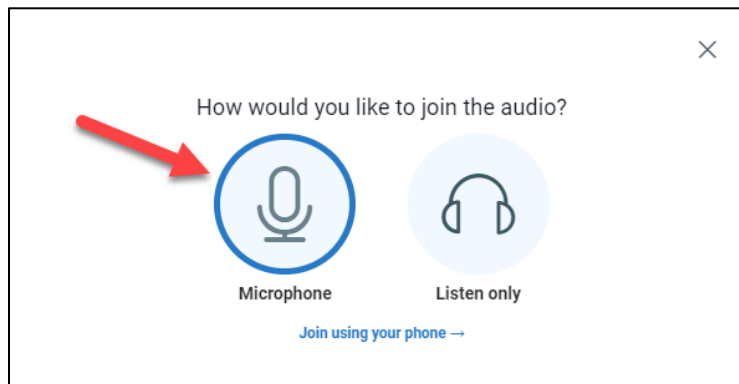 How would you like to join the audio?
Microphone
Listen only
Join using your phone →